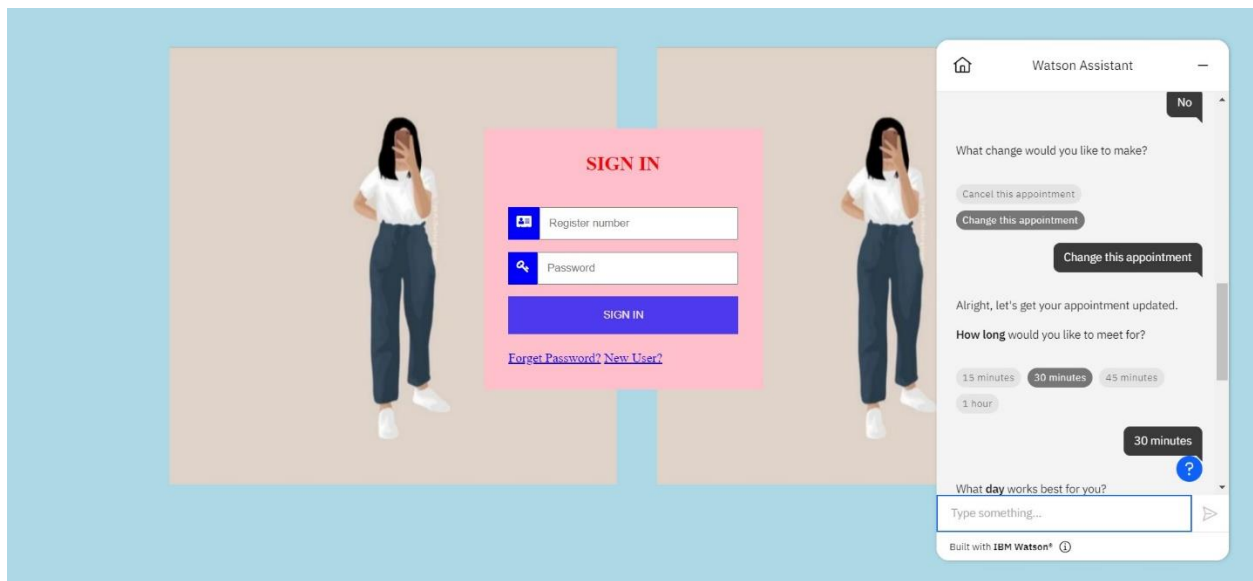 SIGN IN
Register number
Password
SIGN IN
Forget Password? New User?
Watson Assistant
No
What change would you like to make?
Cancel this appointment
Change this appointment
Change this appointment
Alright, let's get your appointment updated.
How long would you like to meet for?
15 minutes 30 minutes 45 minutes
1 hour
30 minutes
?
What day works best for you?
Type something...
Built with IBM Watson®